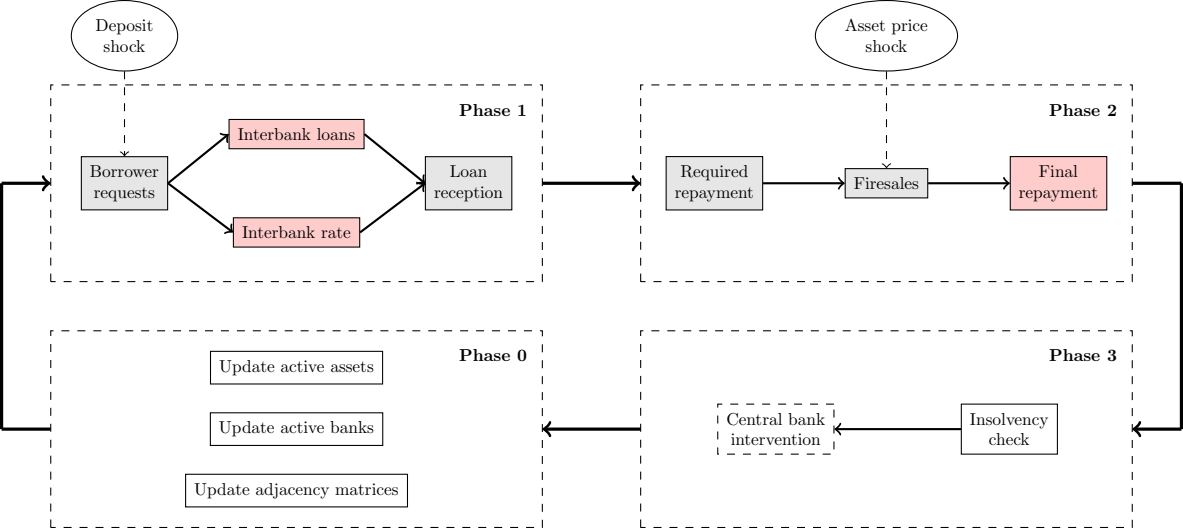 Deposit
shock
Asset price
shock
Phase 1
Interbank loans
Borrower
requests
Loan
reception
Interbank rate
Phase 2
Required
repayment
Firesales
Final
repayment
Phase 0
Update active assets
Update active banks
Update adjacency matrices
Phase 3
Central bank
intervention
Insolvency
check